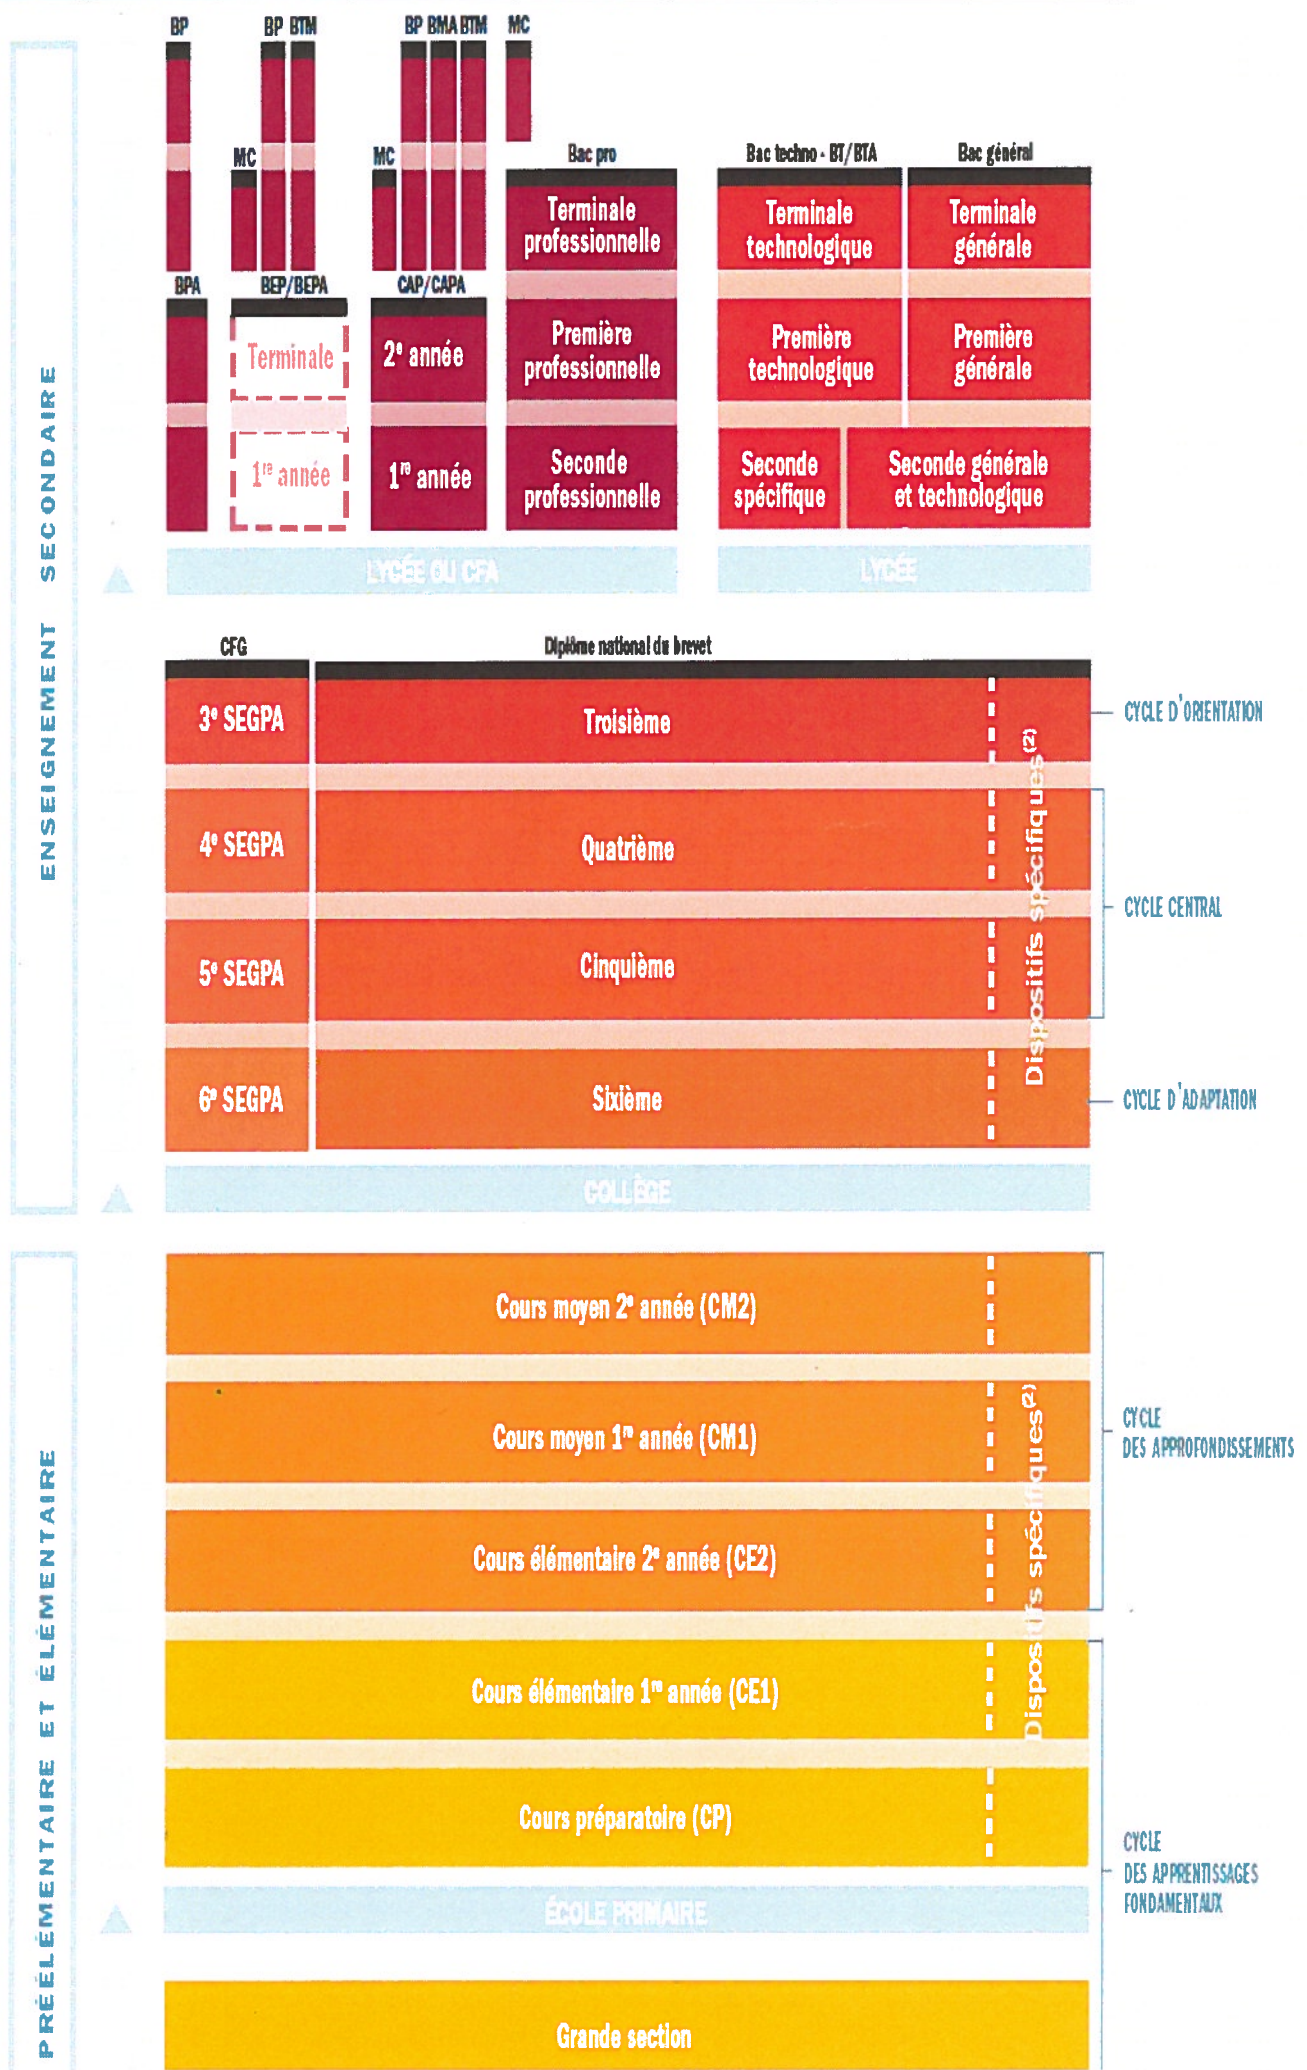 BP
BP BTM
BP BMA BTM
MC
MC
MC
Bac pro
Bac techno - BT/BTA
Bac général
Terminale
professionnelle
Terminale
technologique
Terminale
générale
BPA
BEP/BEPA
CAP/CAPA
Terminale
2e année
Première
professionnelle
Première
technologique
Première
générale
1re année
1re année
Seconde
professionnelle
Seconde
spécifique
Seconde générale
et technologique
LYCÉE OU CFA
LYCÉE
ENSEIGNEMENT SECONDAIRE
CFG
Diplôme national du brevet
3e SEGPA
Troisième
CYCLE D'ORIENTATION
4e SEGPA
Quatrième
Dispositifs spécifiques(2)
CYCLE CENTRAL
5e SEGPA
Cinquième
6e SEGPA
Sixième
CYCLE D'ADAPTATION
COLLÈGE
Cours moyen 2e année (CM2)
Cours moyen 1re année (CM1)
CYCLE
DES APPROFONDISSEMENTS
Cours élémentaire 2e année (CE2)
Dispositifs spécifiques(2)
Cours élémentaire 1re année (CE1)
Cours préparatoire (CP)
CYCLE
DES APPRENTISSAGES
FONDAMENTAUX
ÉCOLE PRIMAIRE
PRÉÉLÉMENTAIRE ET ÉLÉMENTAIRE
Grande section